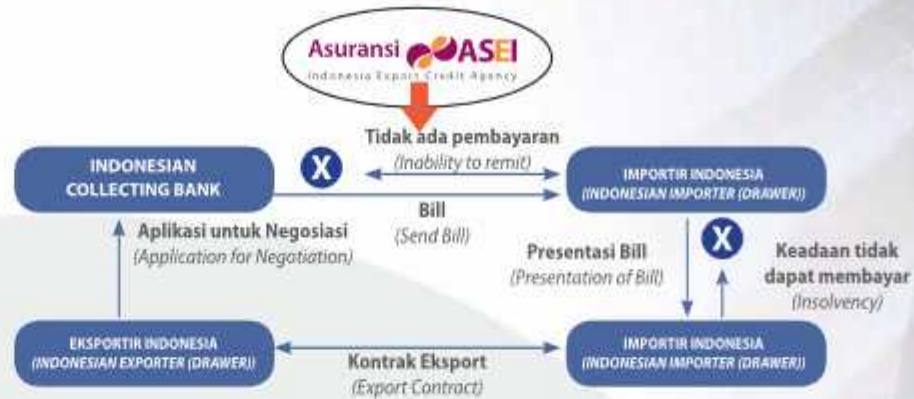 Asuransi ASEI
Indonesia Export Credit Agency
Tidak ada pembayaran
(Inability to remit)
INDONESIAN
COLLECTING BANK
X
IMPORTIR INDONESIA
(INDONESIAN IMPORTER (DRAWER))
Bill
(Send Bill)
Aplikasi untuk Negosiasi
(Application for Negotiation)
Presentasi Bill
(Presentation of Bill)
X
Keadaan tidak
dapat membayar
(Insolvency)
EKSPORTIR INDONESIA
(INDONESIAN EXPORTER (DRAWER))
Kontrak Eksport
(Export Contract)
IMPORTIR INDONESIA
(INDONESIAN IMPORTER (DRAWER))